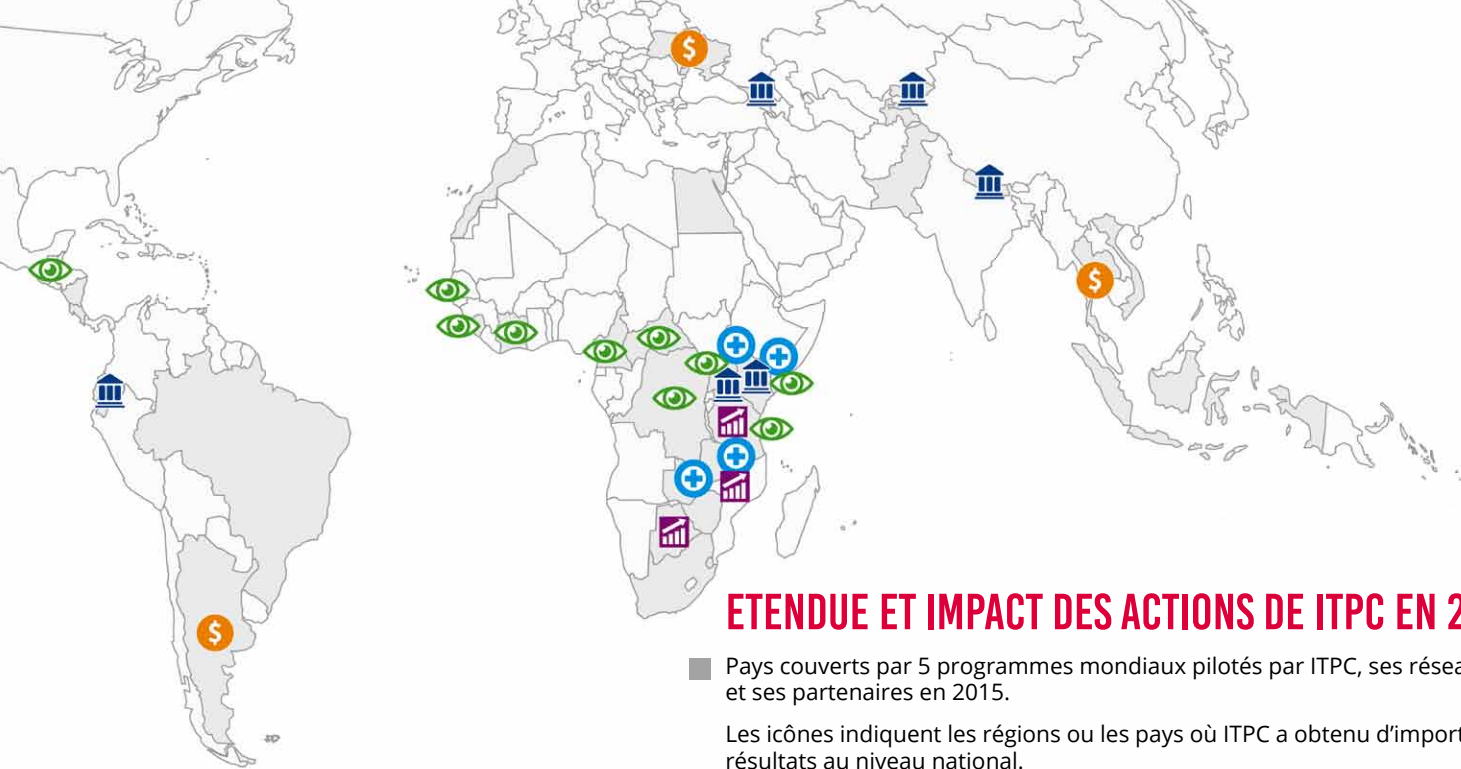 ETENDUE ET IMPACT DES ACTIONS DE ITPC EN 2
Pays couverts par 5 programmes mondiaux pilotés par ITPC, ses résea
et ses partenaires en 2015.
Les icônes indiquent les régions ou les pays où ITPC a obtenu d’import
résultats au niveau national.